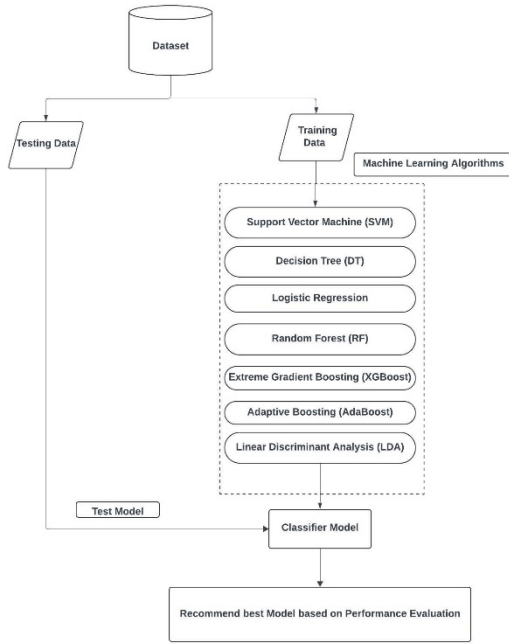 Dataset
Testing Data
Training
Data
Machine Learning Algorithms
Support Vector Machine (SVM)
Decision Tree (DT)
Logistic Regression
Random Forest (RF)
Extreme Gradient Boosting (XGBoost)
Adaptive Boosting (AdaBoost)
Linear Discriminant Analysis (LDA)
Test Model
Classifier Model
Recommend best Model based on Performance Evaluation